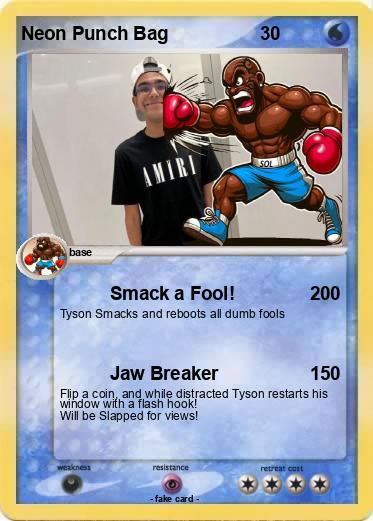 Neon Punch Bag 30
AMIRI
SOL
base
Smack a Fool! 200
Tyson Smacks and reboots all dumb fools
Jaw Breaker 150
Flip a coin, and while distracted Tyson restarts his
window with a flash hook!
Will be Slapped for views!
weakness resistance retreat cost
- fake card -